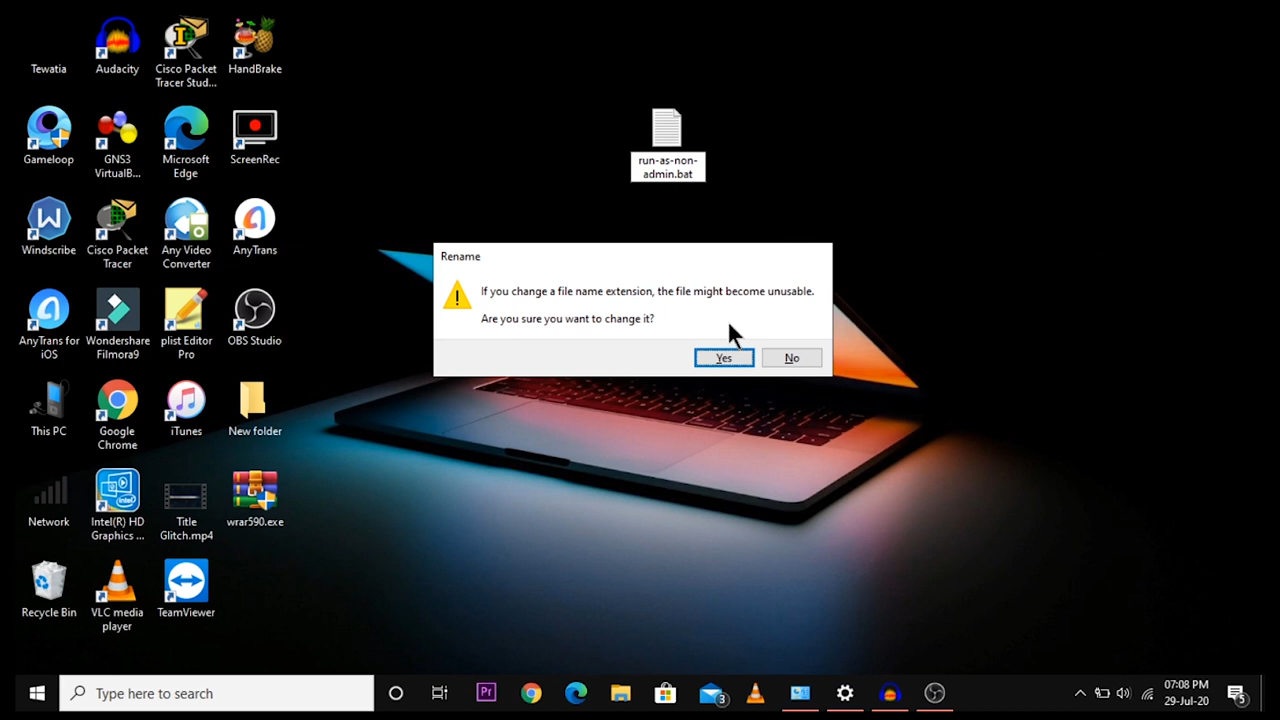 Tewatia
Audacity
Cisco Packet
Tracer Stud...
HandBrake
Gameloop
GNS3
VirtualB...
Microsoft
Edge
ScreenRec
run-as-non-
admin.bat
Windscribe
Cisco Packet
Tracer
Any Video
Converter
AnyTrans
Rename
If you change a file name extension, the file might become unusable.
Are you sure you want to change it?
Yes
No
AnyTrans for
iOS
Wondershare
Filmora9
plist Editor
Pro
OBS Studio
This PC
Google
Chrome
iTunes
New folder
Network
Intel(R) HD
Graphics ...
Title
Glitch.mp4
wrar590.exe
Recycle Bin
VLC media
player
TeamViewer
Type here to search
Pr
3
07:08 PM
29-Jul-20
5